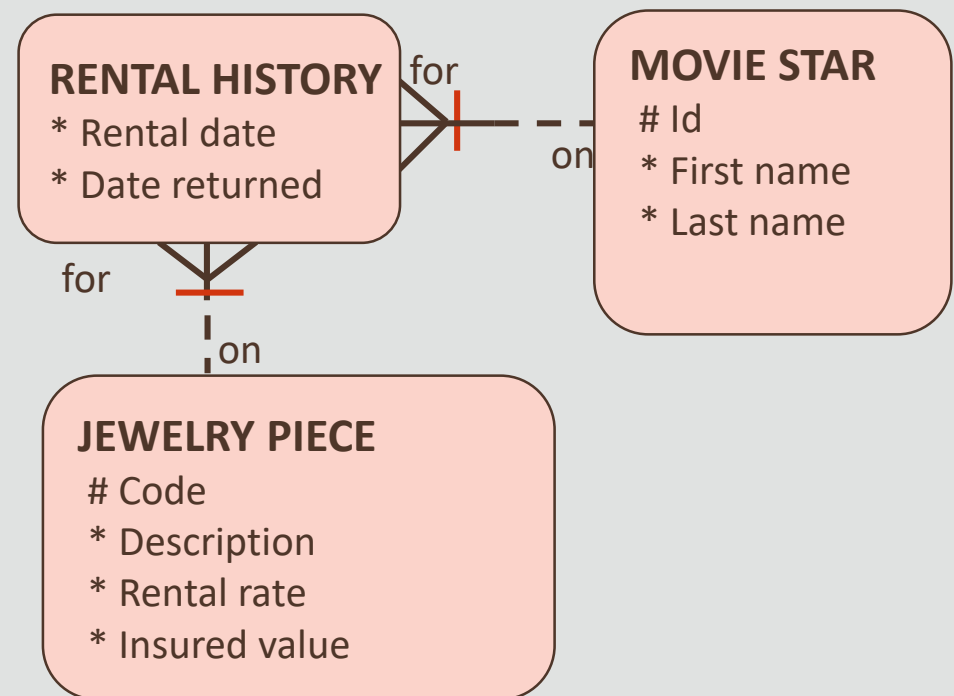 RENTAL HISTORY
* Rental date
* Date returned
for
on
MOVIE STAR
# Id
* First name
* Last name
for
on
JEWELRY PIECE
# Code
* Description
* Rental rate
* Insured value